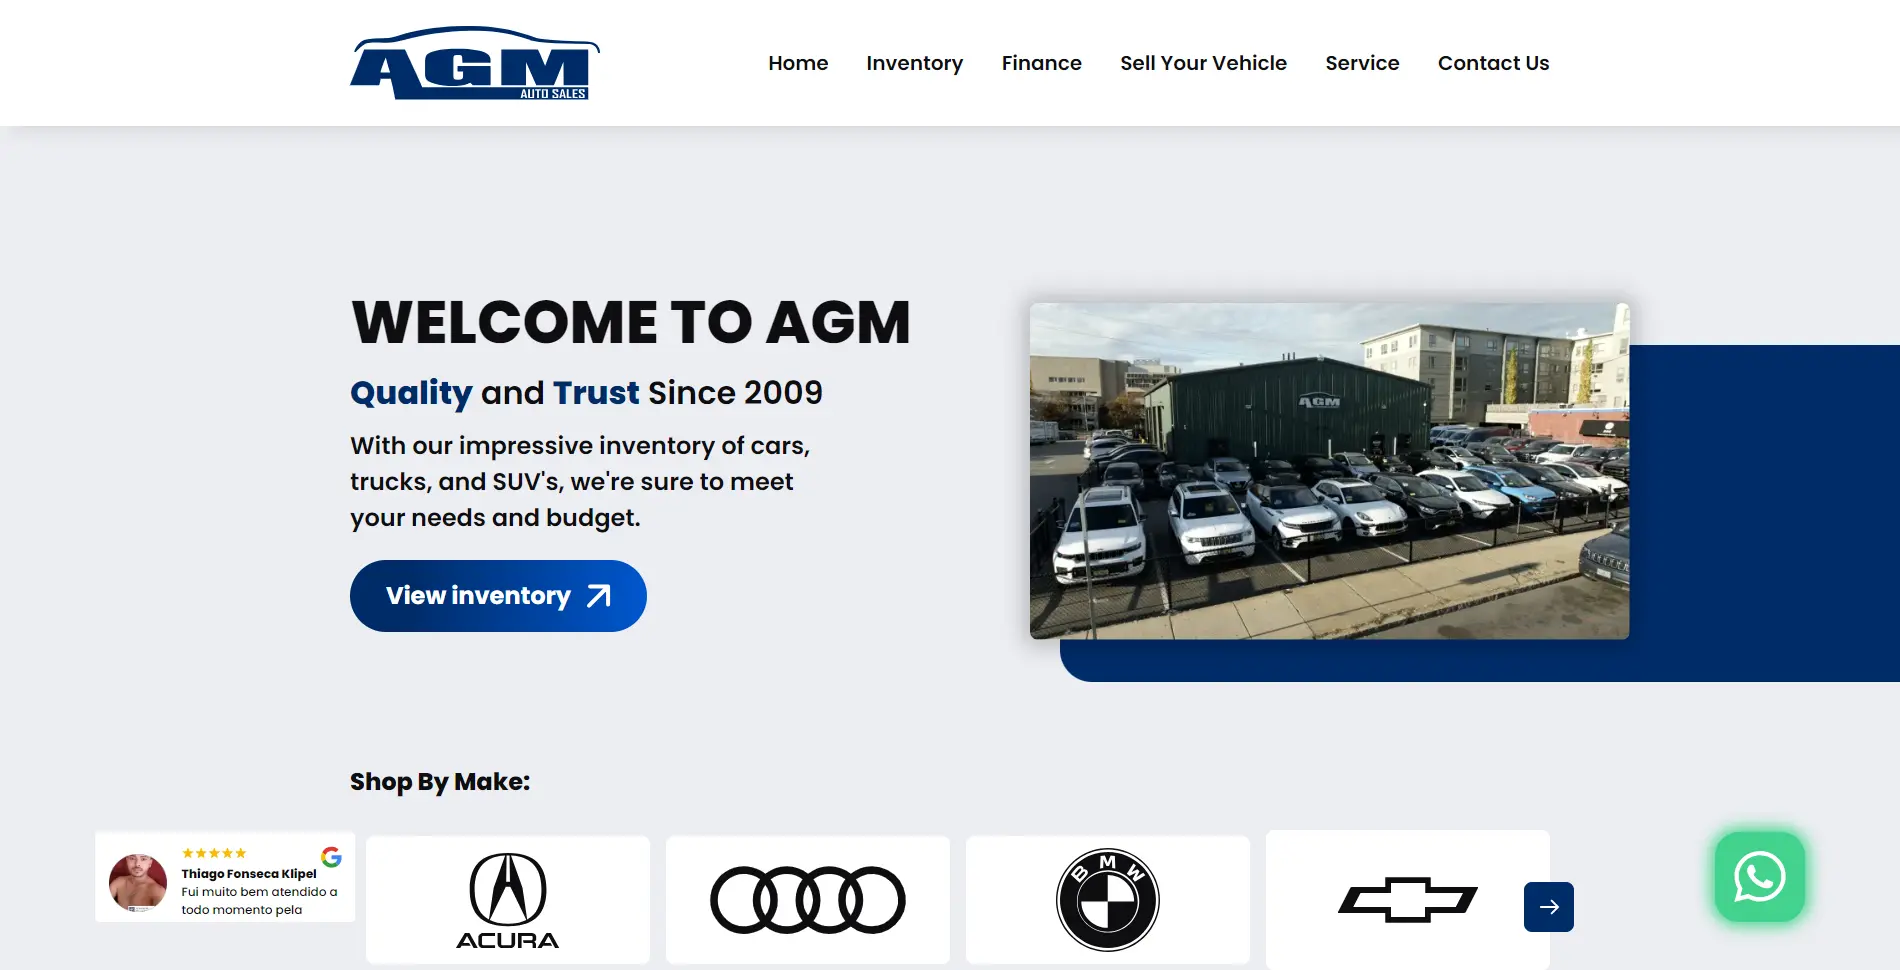 AGM
AUTO SALES
Home
Inventory
Finance
Sell Your Vehicle
Service
Contact Us
WELCOME TO AGM
Quality and Trust Since 2009
With our impressive inventory of cars,
trucks, and SUV's, we're sure to meet
your needs and budget.
View inventory
AGM
Shop By Make:
Thiago Fonseca Klipel
Fui muito bem atendido a
todo momento pela
ACURA
BMW